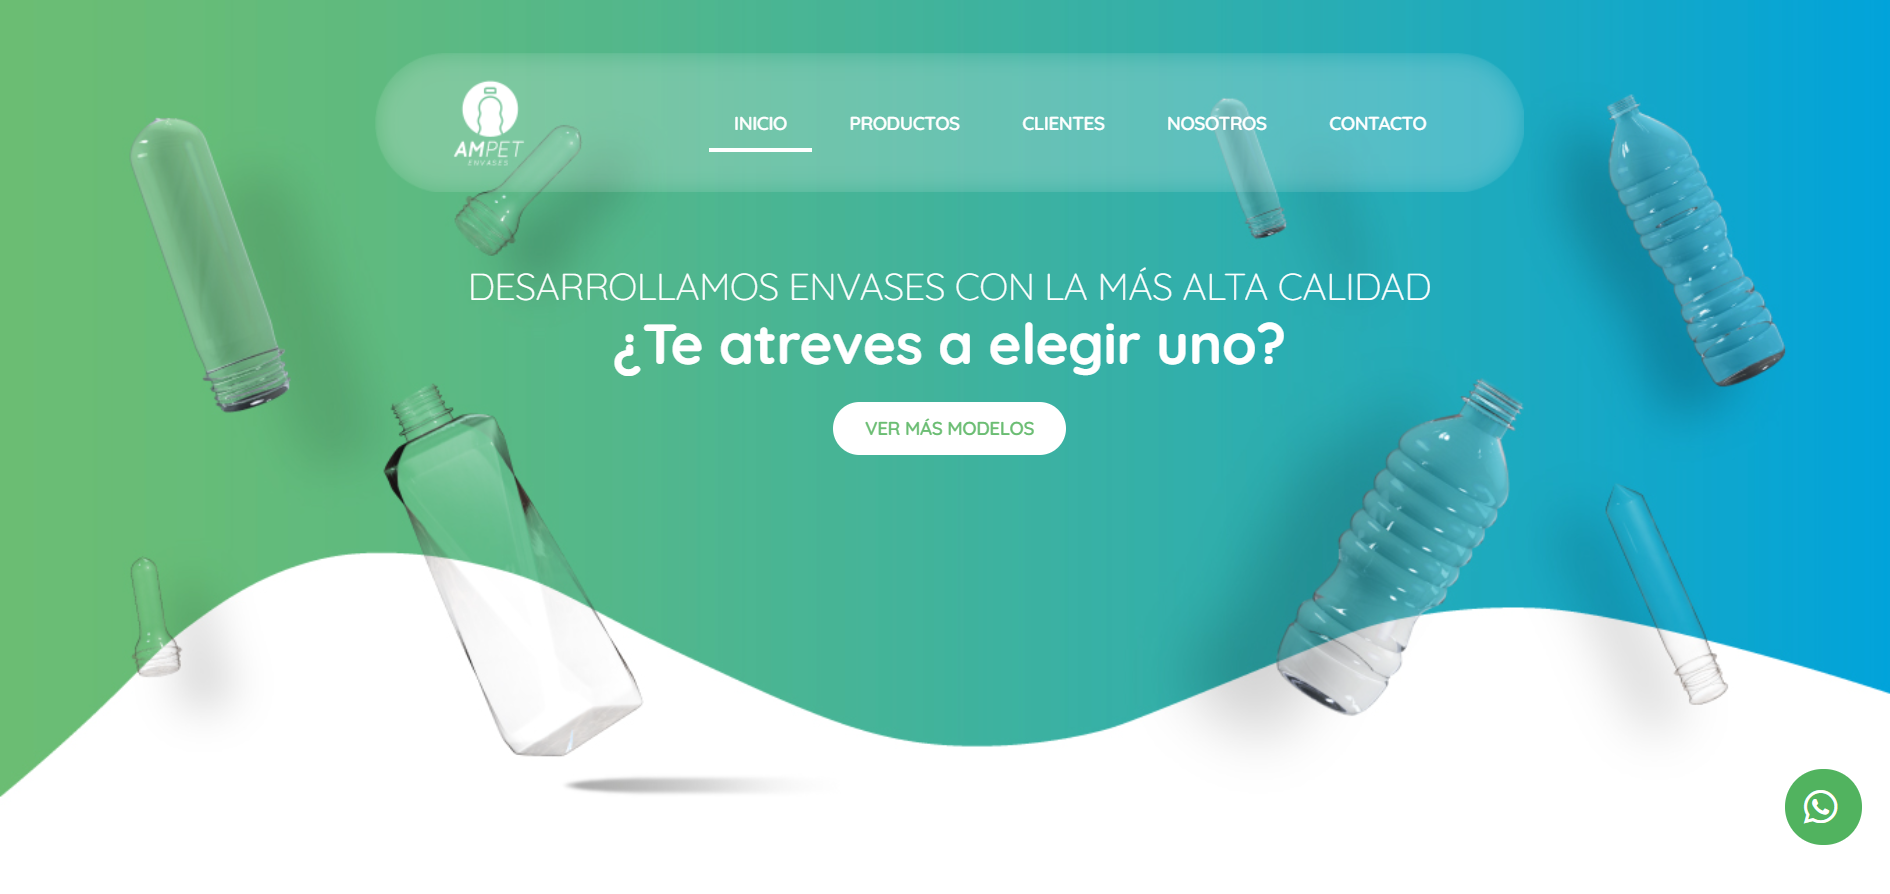 AMPET
ENVASES
INICIO
PRODUCTOS
CLIENTES
NOSOTROS
CONTACTO
DESARROLLAMOS ENVASES CON LA MÁS ALTA CALIDAD
¿Te atreves a elegir uno?
VER MÁS MODELOS